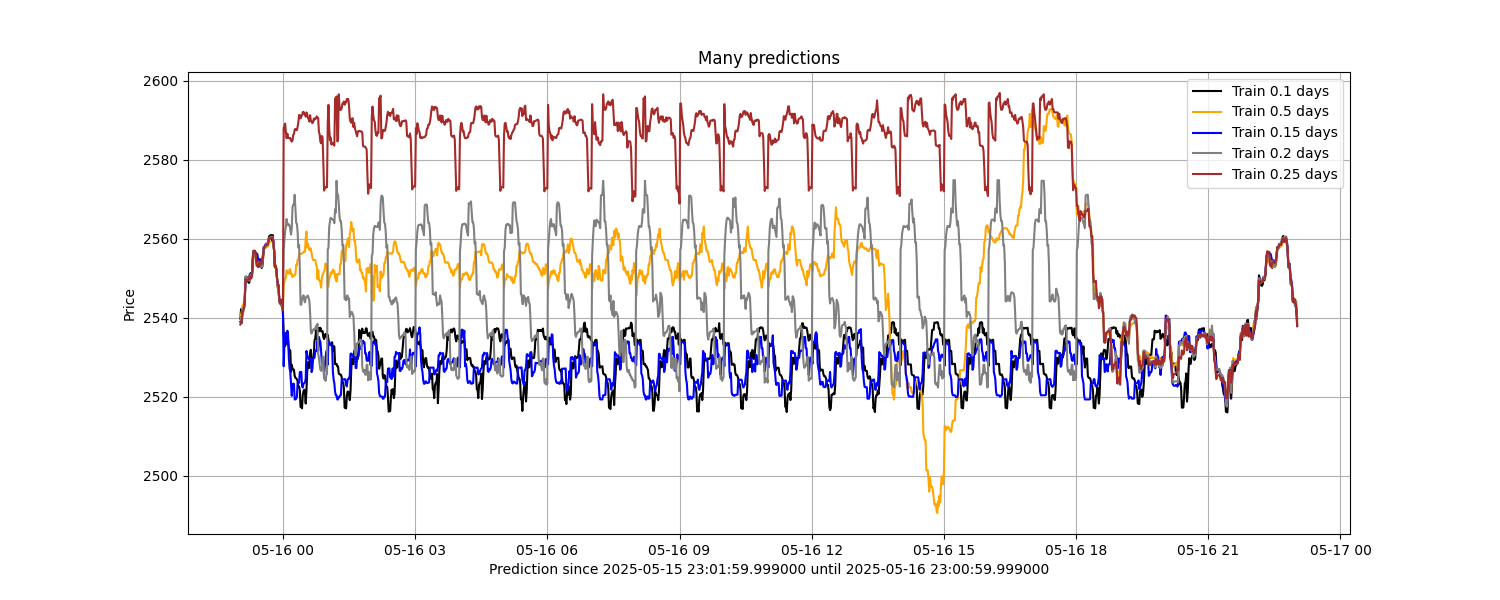 Many predictions
2600
2580
2560
2540
2520
2500
Price
Train 0.1 days
Train 0.5 days
Train 0.15 days
Train 0.2 days
Train 0.25 days
05-16 00
05-16 03
05-16 06
05-16 09
05-16 12
05-16 15
05-16 18
05-16 21
05-17 00
Prediction since 2025-05-15 23:01:59.999000 until 2025-05-16 23:00:59.999000